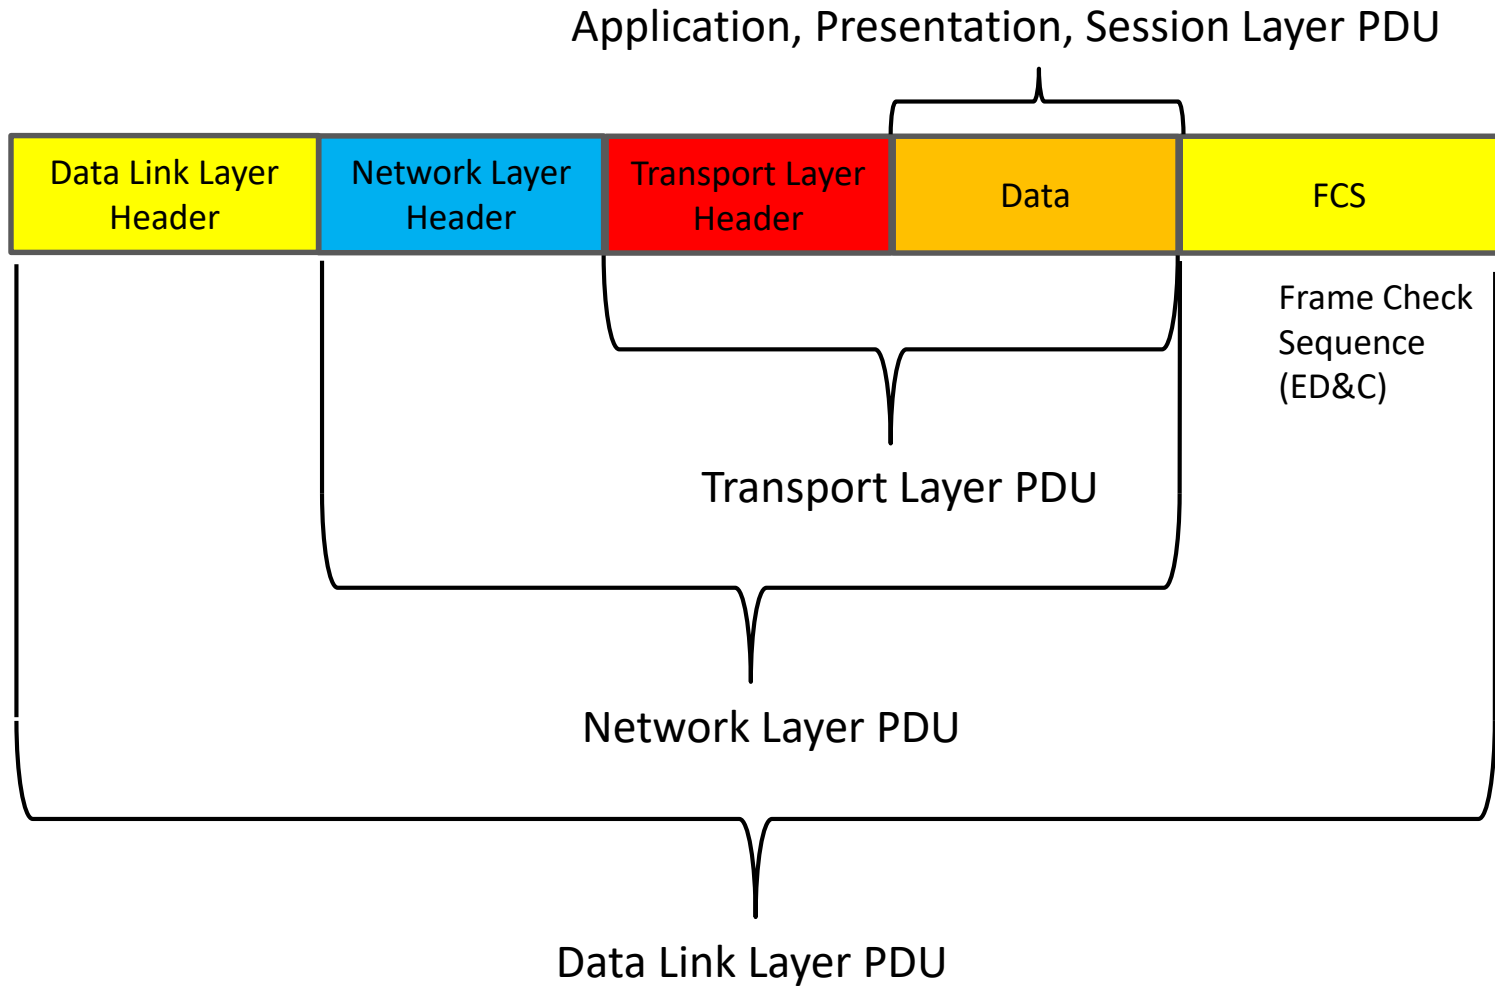 Application, Presentation, Session Layer PDU
Data Link Layer
Header
Network Layer
Header
Transport Layer
Header
Data
FCS
Frame Check
Sequence
(ED&C)
Transport Layer PDU
Network Layer PDU
Data Link Layer PDU